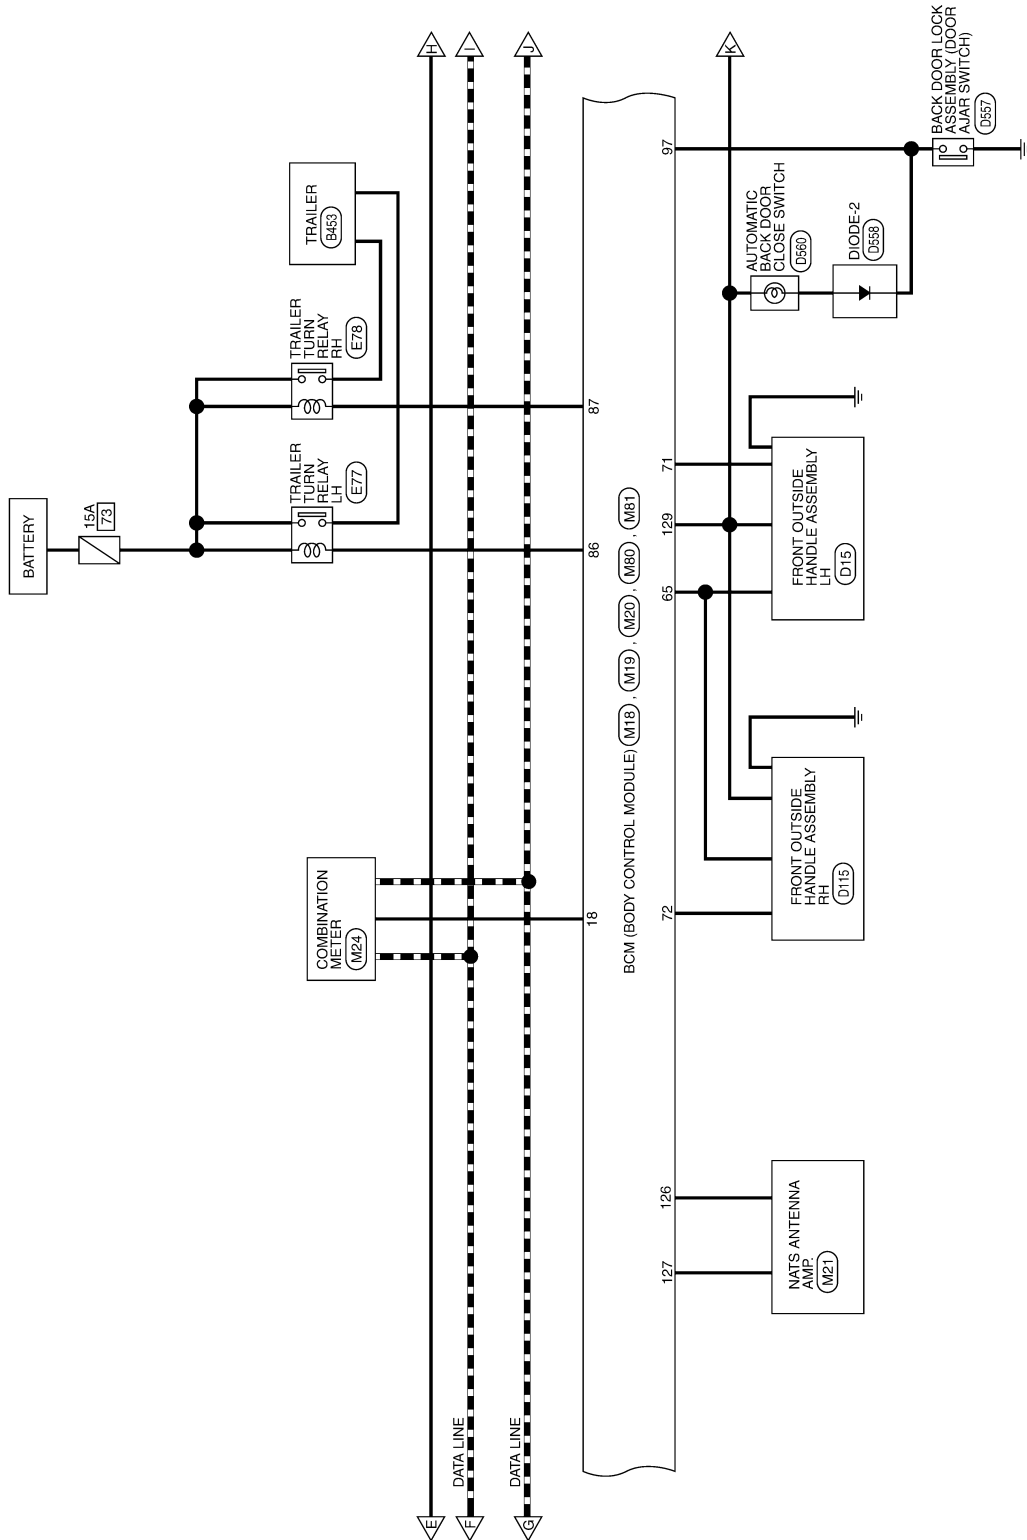 BATTERY
15A
73
TRAILER
TURN
RELAY
LH
E77
TRAILER
TURN
RELAY
RH
E78
TRAILER
B453
COMBINATION
METER
M24
E
H
DATA LINE
F
I
DATA LINE
G
J
18
86
87
BCM (BODY CONTROL MODULE) M18 , M19 , M20 , M80 , M81
127
126
72
65
129
71
97
K
NATS ANTENNA
AMP.
M21
FRONT OUTSIDE
HANDLE ASSEMBLY
RH
D115
FRONT OUTSIDE
HANDLE ASSEMBLY
LH
D15
AUTOMATIC
BACK DOOR
CLOSE SWITCH
D560
DIODE-2
D558
BACK DOOR LOCK
ASSEMBLY (DOOR
AJAR SWITCH)
D557